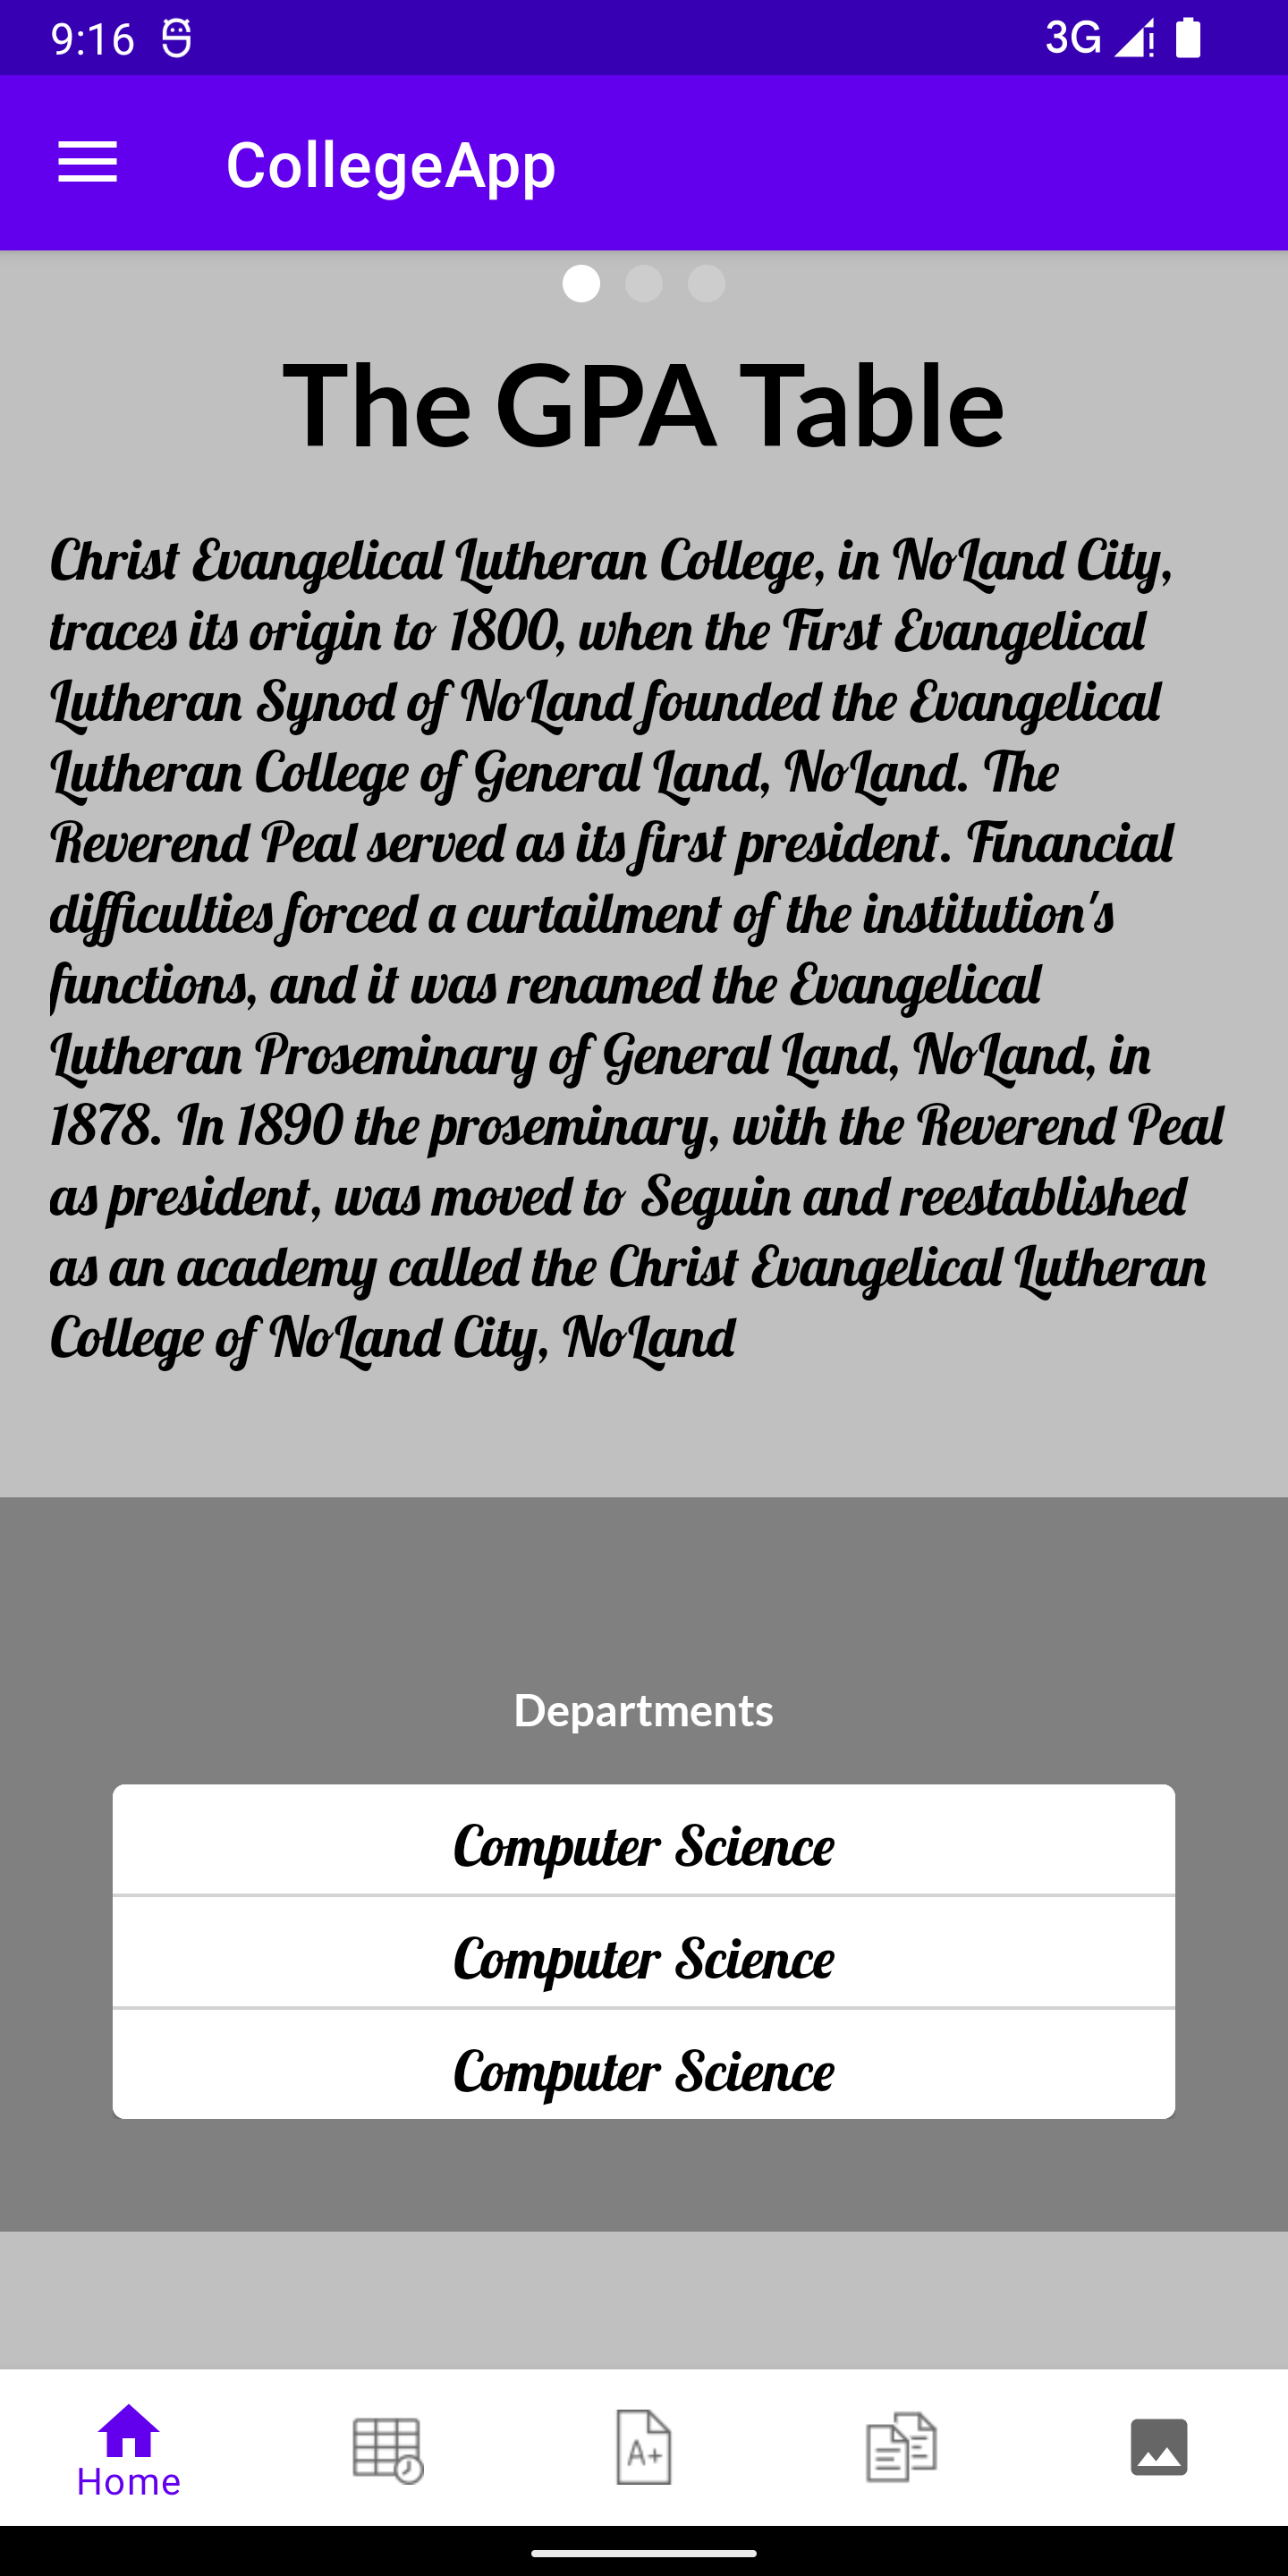 9:16
3G
CollegeApp
The GPA Table
Christ Evangelical Lutheran College, in NoLand City,
traces its origin to 1800, when the First Evangelical
Lutheran Synod of NoLand founded the Evangelical
Lutheran College of General Land, NoLand. The
Reverend Peal served as its first president. Financial
difficulties forced a curtailment of the institution's
functions, and it was renamed the Evangelical
Lutheran Proseminary of General Land, NoLand, in
1878. In 1890 the proseminary, with the Reverend Peal
as president, was moved to Seguin and reestablished
as an academy called the Christ Evangelical Lutheran
College of NoLand City, NoLand
Departments
Computer Science
Computer Science
Computer Science
A+
Home